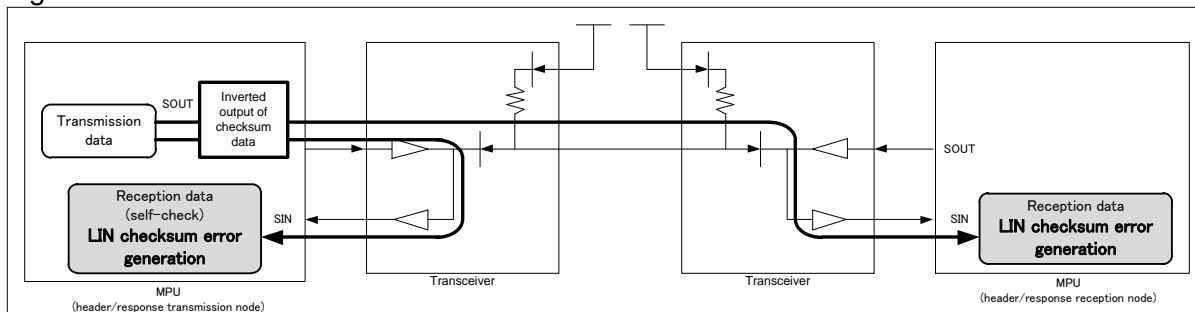 SOUT
Transmission
data
Inverted
output of
checksum
data
Reception data
(self-check)
LIN checksum error
generation
SIN
MPU
(header/response transmission node)
Transceiver
Transceiver
SOUT
SIN
Reception data
LIN checksum error
generation
MPU
(header/response reception node)